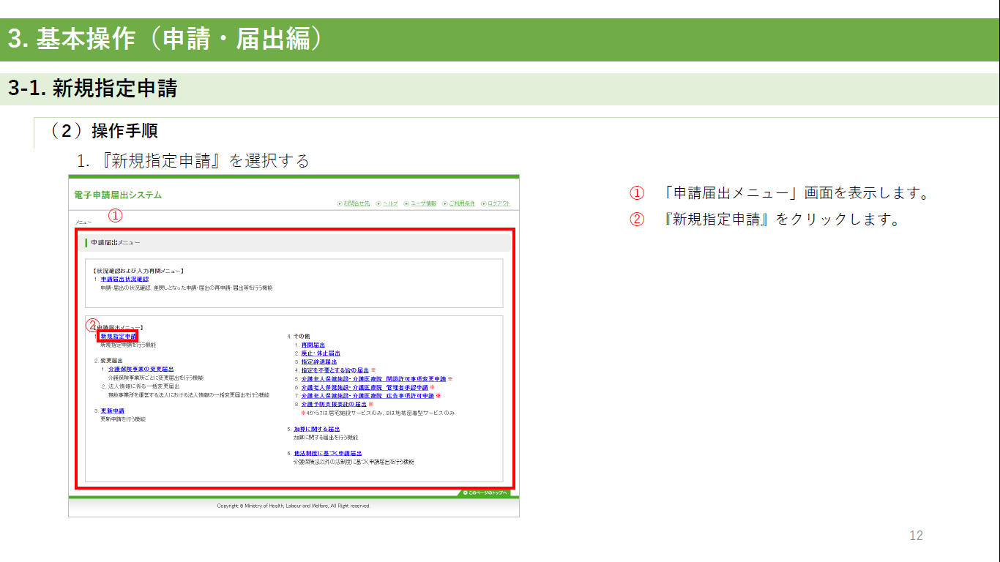 3. 基本操作（申請・届出編）
3-1. 新規指定申請
（２）操作手順
1. 『新規指定申請』を選択する
電子申請届出システム
お問合せ先 ヘルプ ユーザ情報 ご利用条件 ログアウト
メニュー
①
申請届出メニュー
【状況確認および入力再開メニュー】
1. 申請届出状況確認
申請・届出の状況確認、差戻しとなった申請・届出の再申請・届出等を行う機能
②
【申請届出メニュー】
1. 新規指定申請
新規指定申請を行う機能
2. 変更届出
1. 介護保険事業の変更届出
介護保険事業所ごとに変更届出を行う機能
2. 法人情報に係る一括変更届出
複数事業所を運営する法人における法人情報の一括変更届出を行う機能
3. 更新申請
更新申請を行う機能
4. その他
1. 再開届出
2. 廃止・休止届出
3. 指定辞退届出
4. 指定を不要とする旨の届出 ※
5. 介護老人保健施設・介護医療院 開設許可事項変更申請 ※
6. 介護老人保健施設・介護医療院 管理者承認申請 ※
7. 介護老人保健施設・介護医療院 広告事項許可申請 ※
8. 介護予防支援委託の届出 ※
※4から7は居宅施設サービスのみ、8は地域密着型サービスのみ
5. 加算に関する届出
加算に関する届出を行う機能
6. 他法制度に基づく申請届出
介護保険法以外の法制度に基づく申請届出を行う機能
このページのトップへ
Copyright © Ministry of Health, Labour and Welfare, All Right reserved.
① 「申請届出メニュー」画面を表示します。
② 『新規指定申請』をクリックします。
12